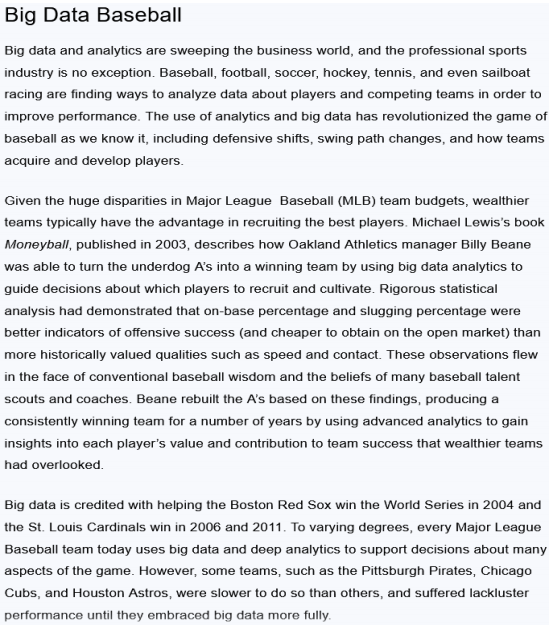 Big Data Baseball
Big data and analytics are sweeping the business world, and the professional sports
industry is no exception. Baseball, football, soccer, hockey, tennis, and even sailboat
racing are finding ways to analyze data about players and competing teams in order to
improve performance. The use of analytics and big data has revolutionized the game of
baseball as we know it, including defensive shifts, swing path changes, and how teams
acquire and develop players.
Given the huge disparities in Major League  Baseball (MLB) team budgets, wealthier
teams typically have the advantage in recruiting the best players. Michael Lewis’s book
Moneyball, published in 2003, describes how Oakland Athletics manager Billy Beane
was able to turn the underdog A’s into a winning team by using big data analytics to
guide decisions about which players to recruit and cultivate. Rigorous statistical
analysis had demonstrated that on-base percentage and slugging percentage were
better indicators of offensive success (and cheaper to obtain on the open market) than
more historically valued qualities such as speed and contact. These observations flew
in the face of conventional baseball wisdom and the beliefs of many baseball talent
scouts and coaches. Beane rebuilt the A’s based on these findings, producing a
consistently winning team for a number of years by using advanced analytics to gain
insights into each player’s value and contribution to team success that wealthier teams
had overlooked.
Big data is credited with helping the Boston Red Sox win the World Series in 2004 and
the St. Louis Cardinals win in 2006 and 2011. To varying degrees, every Major League
Baseball team today uses big data and deep analytics to support decisions about many
aspects of the game. However, some teams, such as the Pittsburgh Pirates, Chicago
Cubs, and Houston Astros, were slower to do so than others, and suffered lackluster
performance until they embraced big data more fully.